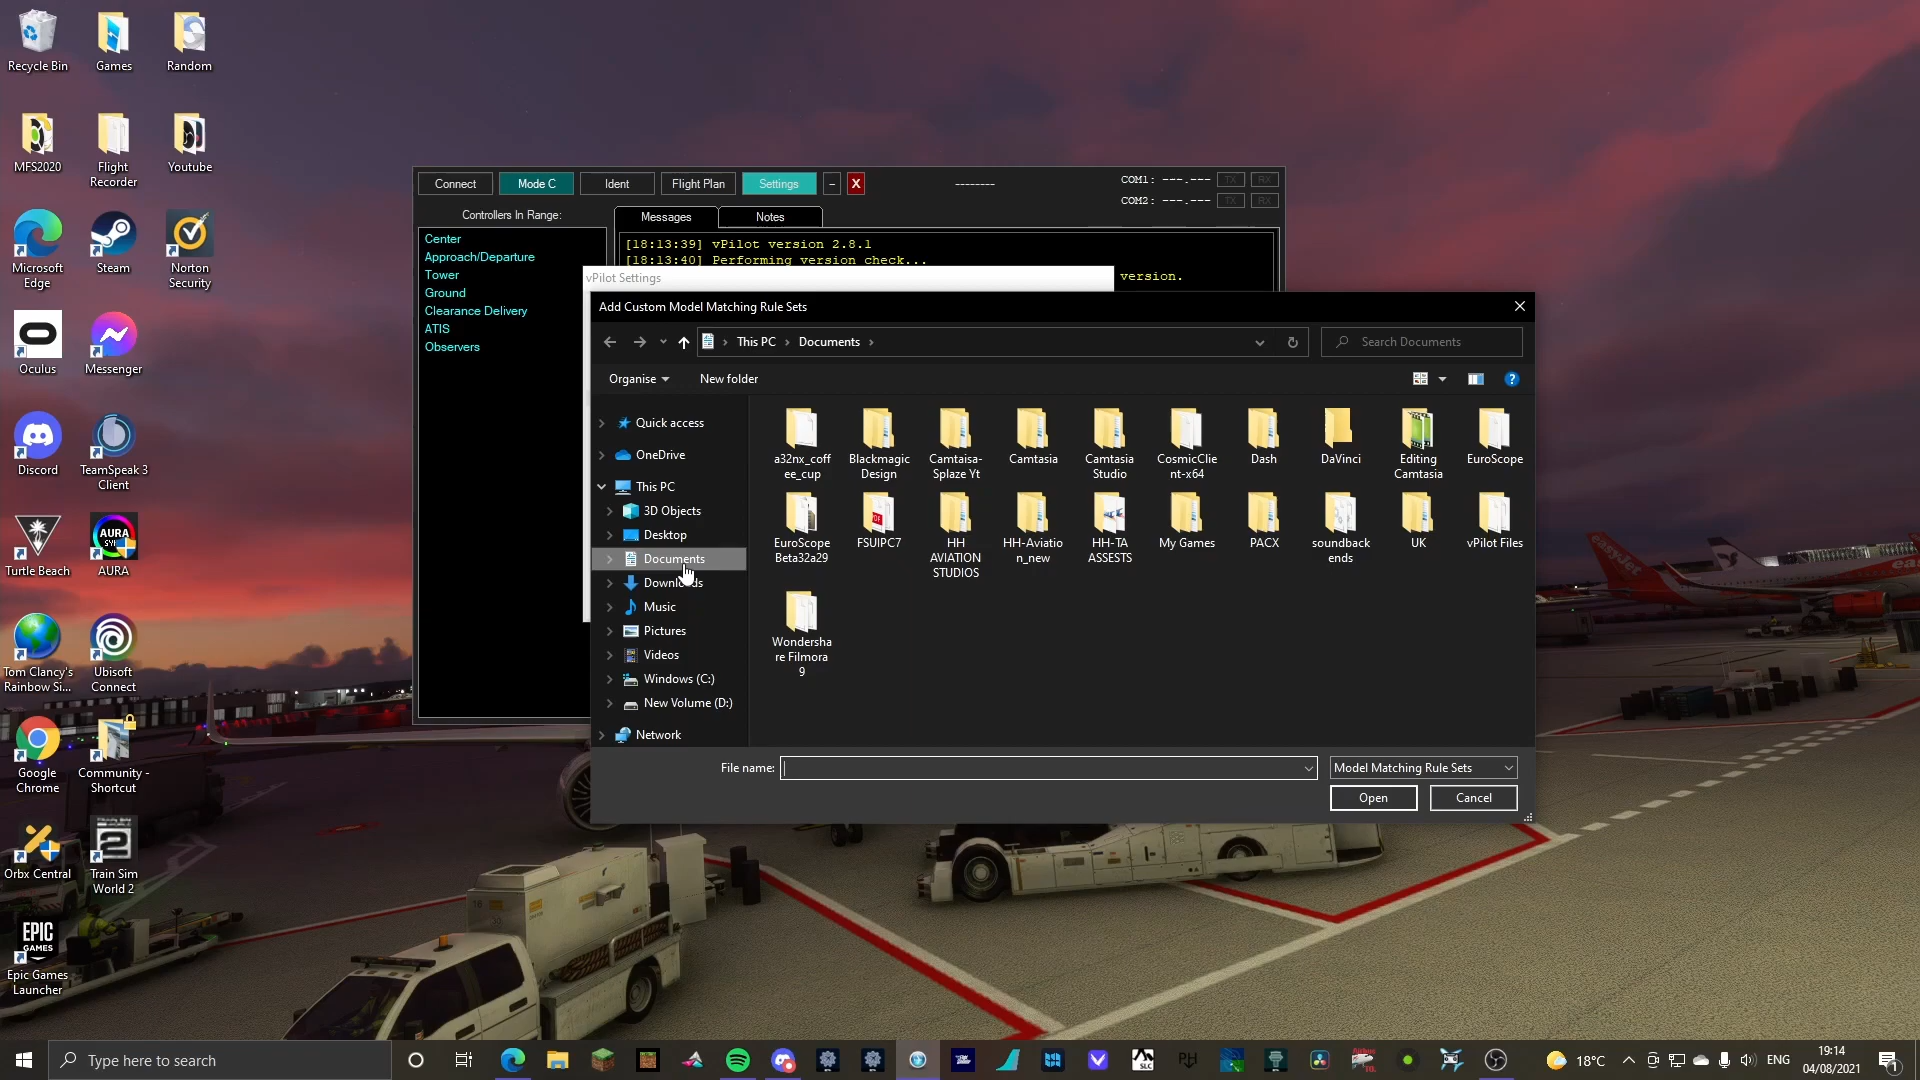 Recycle Bin
Games
Random
MFS2020
Flight
Recorder
Youtube
Microsoft
Edge
Steam
Norton
Security
Oculus
Messenger
Discord
TeamSpeak 3
Client
Turtle Beach
AURA
Tom Clancy's
Rainbow Si...
Ubisoft
Connect
Google
Chrome
Community -
Shortcut
Orbx Central
Train Sim
World 2
EPIC
GAMES
Epic Games
Launcher
Connect
Mode C
Ident
Flight Plan
Settings
–
X
--------
COM1: ---.---
TX
RX
COM2: ---.---
TX
RX
Controllers In Range:
Messages
Notes
Center
Approach/Departure
Tower
Ground
Clearance Delivery
ATIS
Observers
[18:13:39] vPilot version 2.8.1
[18:13:40] Performing version check...
version.
vPilot Settings
Add Custom Model Matching Rule Sets
This PC
Documents
Search Documents
Organise
New folder
Quick access
OneDrive
This PC
3D Objects
Desktop
Documents
Downloads
Music
Pictures
Videos
Windows (C:)
New Volume (D:)
Network
a32nx_coff
ee_cup
Blackmagic
Design
Camtaisa-
Splaze Yt
Camtasia
Camtasia
Studio
CosmicClie
nt-x64
Dash
DaVinci
Editing
Camtasia
EuroScope
EuroScope
Beta32a29
FSUIPC7
HH
AVIATION
STUDIOS
HH-Aviatio
n_new
HH-TA
ASSESTS
My Games
PACX
soundback
ends
UK
vPilot Files
Wondersha
re Filmora
9
File name:
Model Matching Rule Sets
Open
Cancel
easyJet
Type here to search
18°C
ENG
19:14
04/08/2021